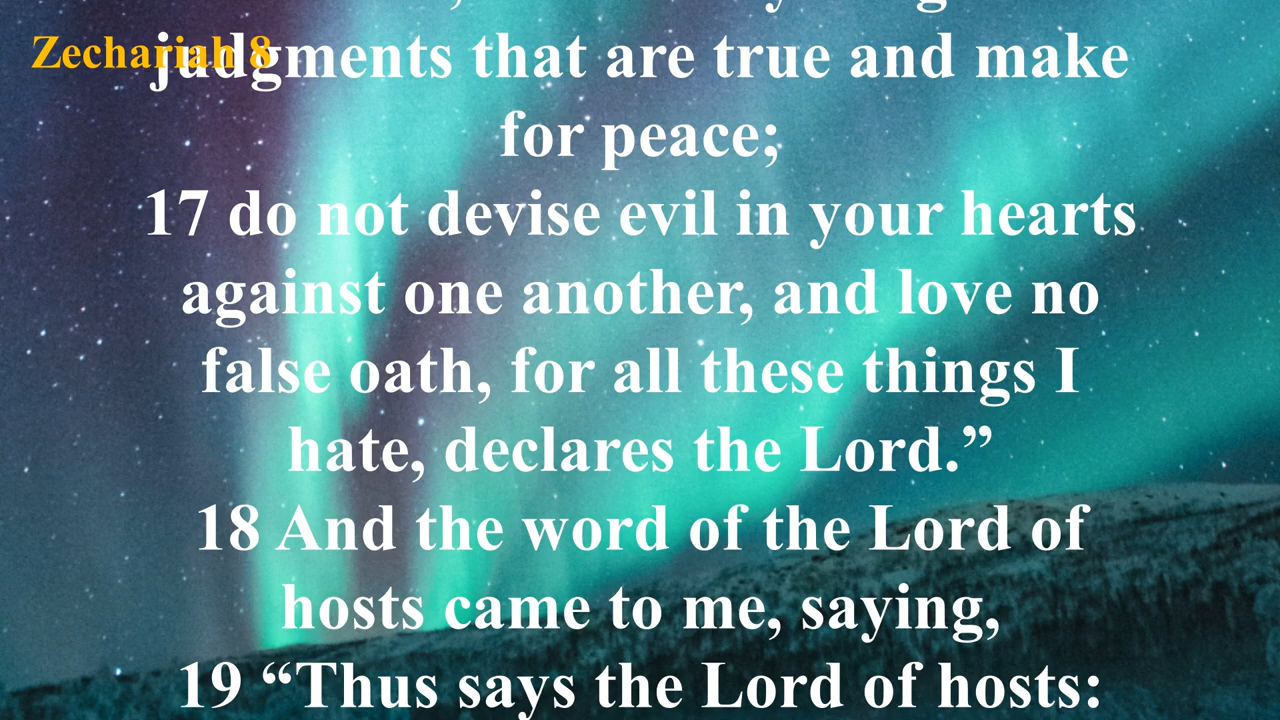 Zechariah 8
judgments that are true and make
for peace;
17 do not devise evil in your hearts
against one another, and love no
false oath, for all these things I
hate, declares the Lord.”
18 And the word of the Lord of
hosts came to me, saying,
19 “Thus says the Lord of hosts: